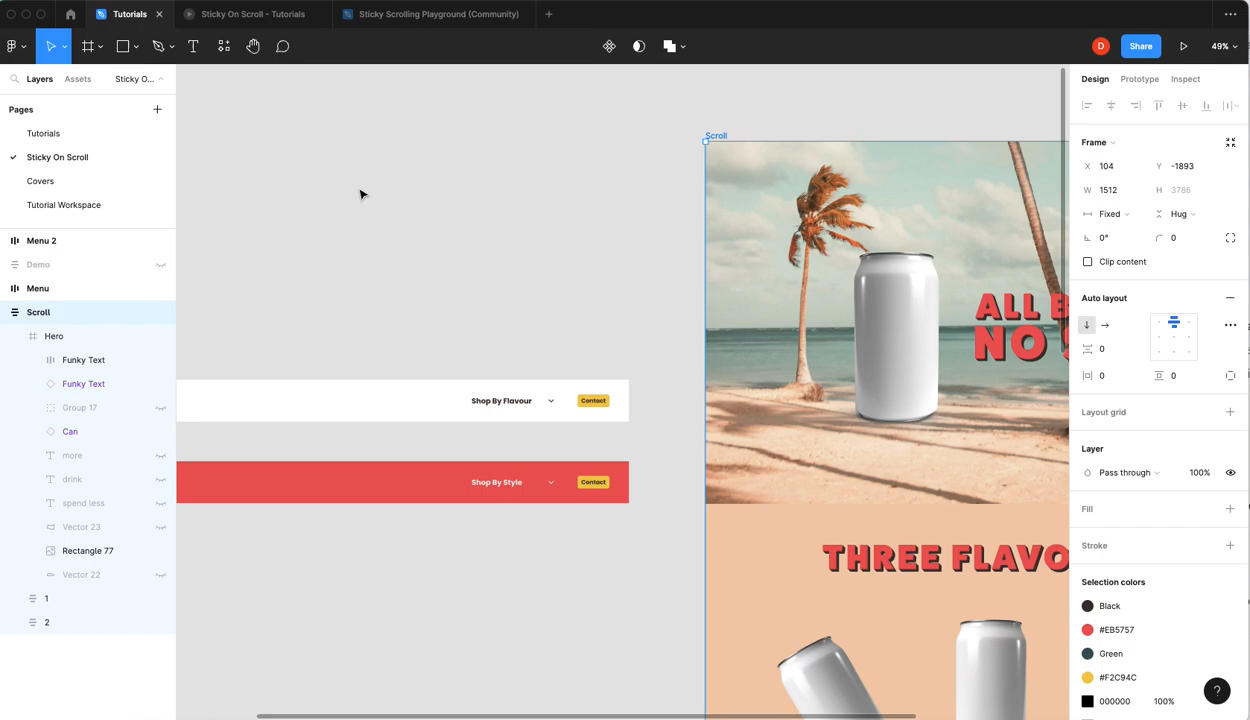 Tutorials
Sticky On Scroll - Tutorials
Sticky Scrolling Playground (Community)
D
Share
49%
Layers
Assets
Sticky O...
Pages
Tutorials
Sticky On Scroll
Covers
Tutorial Workspace
Menu 2
Demo
Menu
Scroll
Hero
Funky Text
Funky Text
Group 17
Can
more
drink
spend less
Vector 23
Rectangle 77
Vector 22
1
2
Scroll
ALL B
NO
Shop By Flavour
Contact
Shop By Style
Contact
THREE FLAVO
Design
Prototype
Inspect
Frame
X 104
Y -1893
W 1512
H 3786
Fixed
Hug
0°
0
Clip content
Auto layout
0
0
0
Layout grid
Layer
Pass through
100%
Fill
Stroke
Selection colors
Black
#EB5757
Green
#F2C94C
000000
100%
?